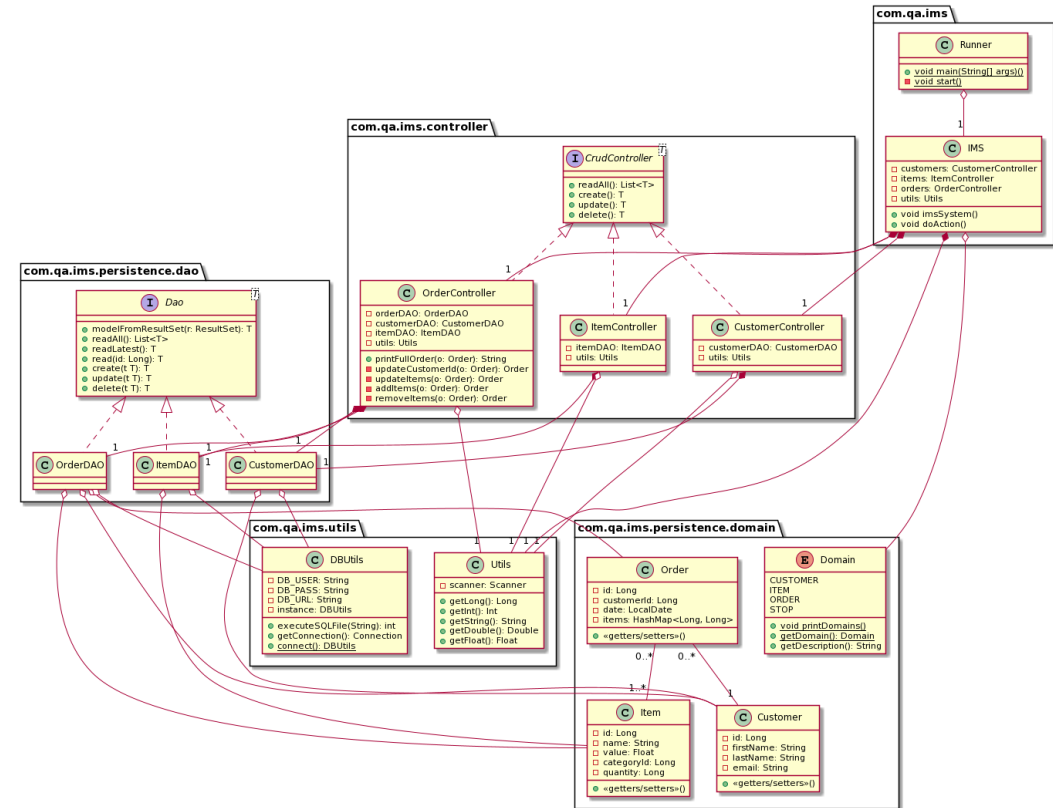 com.qa.ims
C Runner
void main(String[] args)()
void start()
1
C IMS
customers: CustomerController
items: ItemController
orders: OrderController
utils: Utils
void imsSystem()
void doAction()
com.qa.ims.controller
I CrudController
T
readAll(): List<T>
create(): T
update(): T
delete(): T
1
1
1
C OrderController
orderDAO: OrderDAO
customerDAO: CustomerDAO
itemDAO: ItemDAO
utils: Utils
printFullOrder(o: Order): String
updateCustomerId(o: Order): Order
updateItems(o: Order): Order
addItems(o: Order): Order
removeItems(o: Order): Order
C ItemController
itemDAO: ItemDAO
utils: Utils
C CustomerController
customerDAO: CustomerDAO
utils: Utils
com.qa.ims.persistence.dao
I Dao
T
modelFromResultSet(r: ResultSet): T
readAll(): List<T>
readLatest(): T
read(id: Long): T
create(t T): T
update(t T): T
delete(t T): T
1
1
1
1
1
C OrderDAO
C ItemDAO
C CustomerDAO
com.qa.ims.utils
C DBUtils
DB_USER: String
DB_PASS: String
DB_URL: String
instance: DBUtils
executeSQLFile(String): int
getConnection(): Connection
connect(): DBUtils
1
1
1
1
C Utils
scanner: Scanner
getLong(): Long
getInt(): Int
getString(): String
getDouble(): Double
getFloat(): Float
com.qa.ims.persistence.domain
C Order
id: Long
customerId: Long
date: LocalDate
items: HashMap<Long, Long>
«getters/setters»()
E Domain
CUSTOMER
ITEM
ORDER
STOP
void printDomains()
getDomain(): Domain
getDescription(): String
0..*
0..*
1..*
1
C Item
id: Long
name: String
value: Float
categoryId: Long
quantity: Long
«getters/setters»()
C Customer
id: Long
firstName: String
lastName: String
email: String
«getters/setters»()